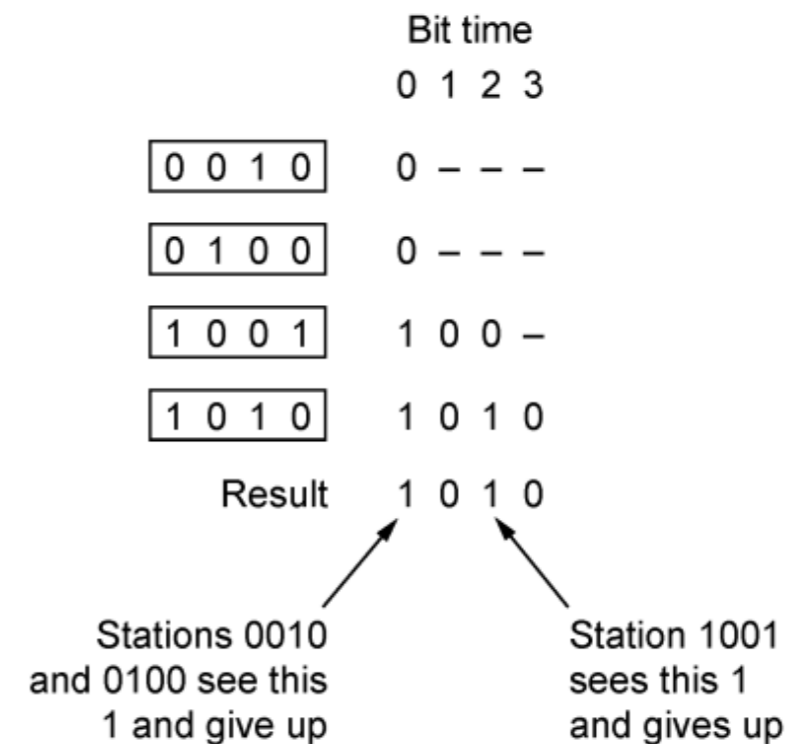 Bit time
0 1 2 3
0 0 1 0 0 – – –
0 1 0 0 0 – – –
1 0 0 1 1 0 0 –
1 0 1 0 1 0 1 0
Result 1 0 1 0
Stations 0010
and 0100 see this
1 and give up
Station 1001
sees this 1
and gives up